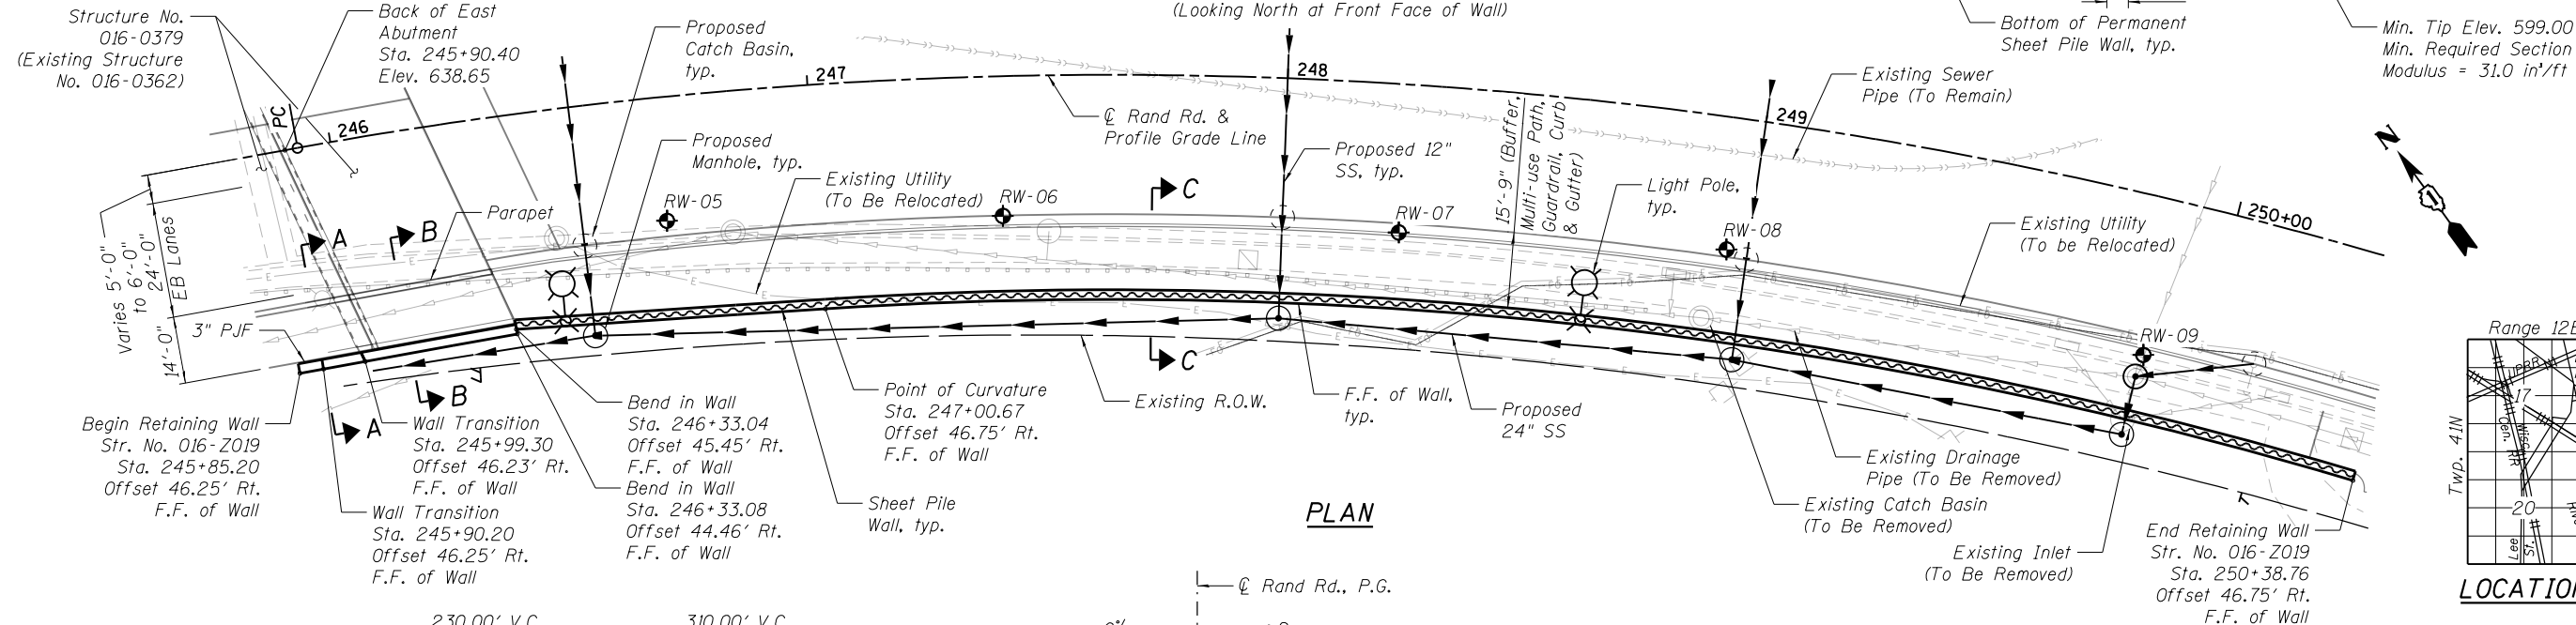 Structure No.
016-0379
(Existing Structure
No. 016-0362)
Back of East
Abutment
Sta. 245+90.40
Elev. 638.65
Proposed
Catch Basin,
typ.
(Looking North at Front Face of Wall)
Bottom of Permanent
Sheet Pile Wall, typ.
Min. Tip Elev. 599.00
Min. Required Section
Modulus = 31.0 in³/ft
PC
246
247
248
249
250+00
℄ Rand Rd. &
Profile Grade Line
Existing Sewer
Pipe (To Remain)
Proposed
Manhole, typ.
Existing Utility
(To Be Relocated)
Proposed 12"
SS, typ.
15'-9" (Buffer,
Multi-use Path,
Guardrail, Curb
& Gutter)
Light Pole,
typ.
Existing Utility
(To be Relocated)
N
RW-05
RW-06
RW-07
RW-08
RW-09
C
A
B
Parapet
Varies 5'-0"
to 6'-0"
24'-0"
EB Lanes
14'-0"
3" PJF
Begin Retaining Wall
Str. No. 016-Z019
Sta. 245+85.20
Offset 46.25' Rt.
F.F. of Wall
A
B
Wall Transition
Sta. 245+99.30
Offset 46.23' Rt.
F.F. of Wall
Wall Transition
Sta. 245+90.20
Offset 46.25' Rt.
F.F. of Wall
Bend in Wall
Sta. 246+33.04
Offset 45.45' Rt.
F.F. of Wall
Bend in Wall
Sta. 246+33.08
Offset 44.46' Rt.
F.F. of Wall
Point of Curvature
Sta. 247+00.67
Offset 46.75' Rt.
F.F. of Wall
Sheet Pile
Wall, typ.
Existing R.O.W.
C
F.F. of Wall,
typ.
Proposed
24" SS
Existing Drainage
Pipe (To Be Removed)
Existing Catch Basin
(To Be Removed)
Existing Inlet
(To Be Removed)
End Retaining Wall
Str. No. 016-Z019
Sta. 250+38.76
Offset 46.75' Rt.
F.F. of Wall
PLAN
℄ Rand Rd., P.G.
230.00' V.C.
310.00' V.C.
Range 12E
Twp. 41N
UPRR
17
Wisc
Cen.
RR
20
Lee
St.
LOCATION